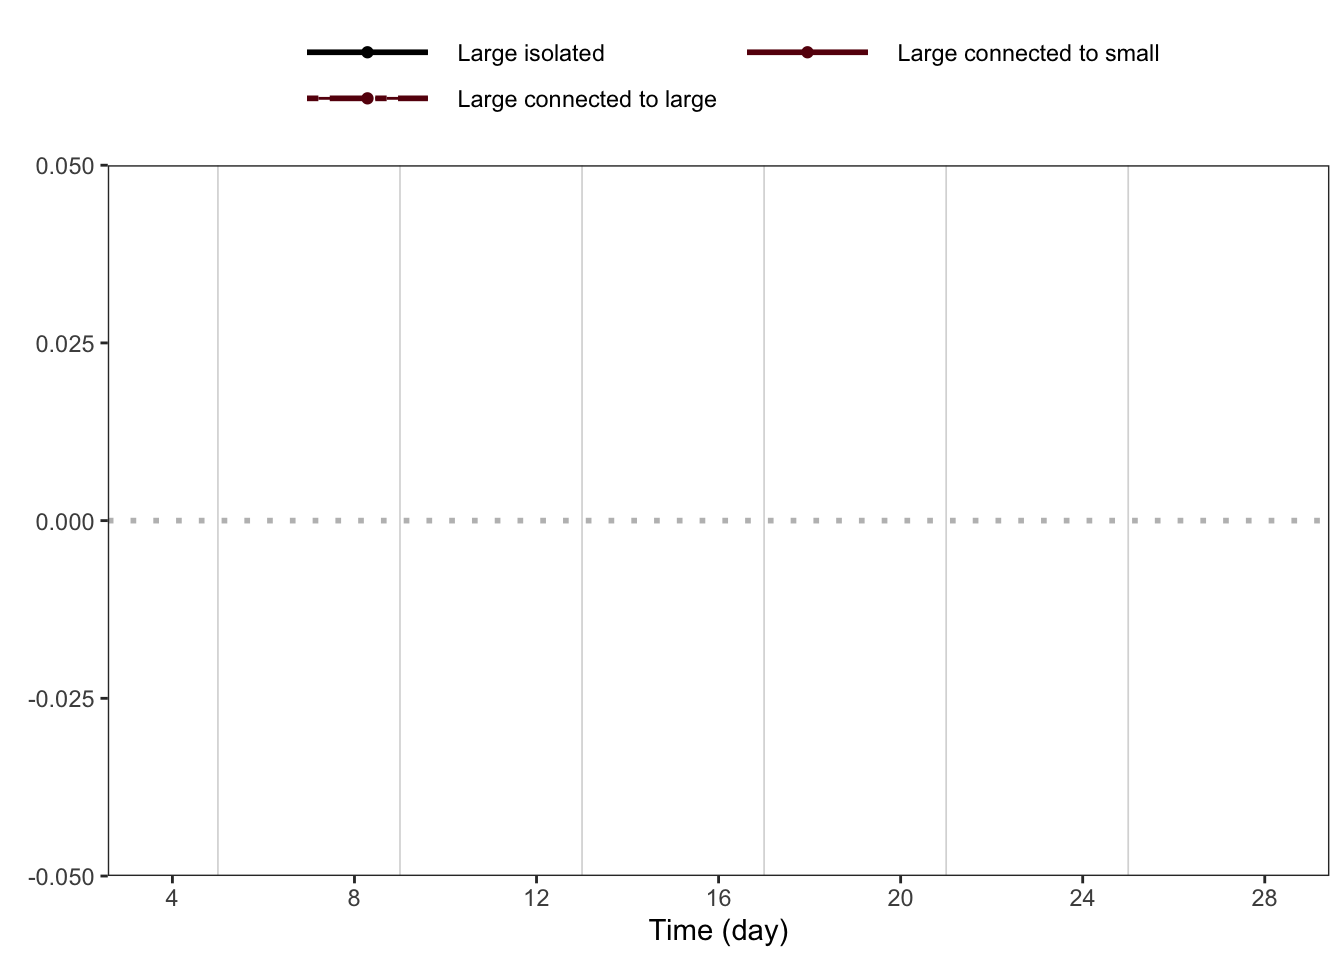 Large isolated
Large connected to small
Large connected to large
0.050
0.025
0.000
-0.025
-0.050
4 8 12 16 20 24 28
Time (day)